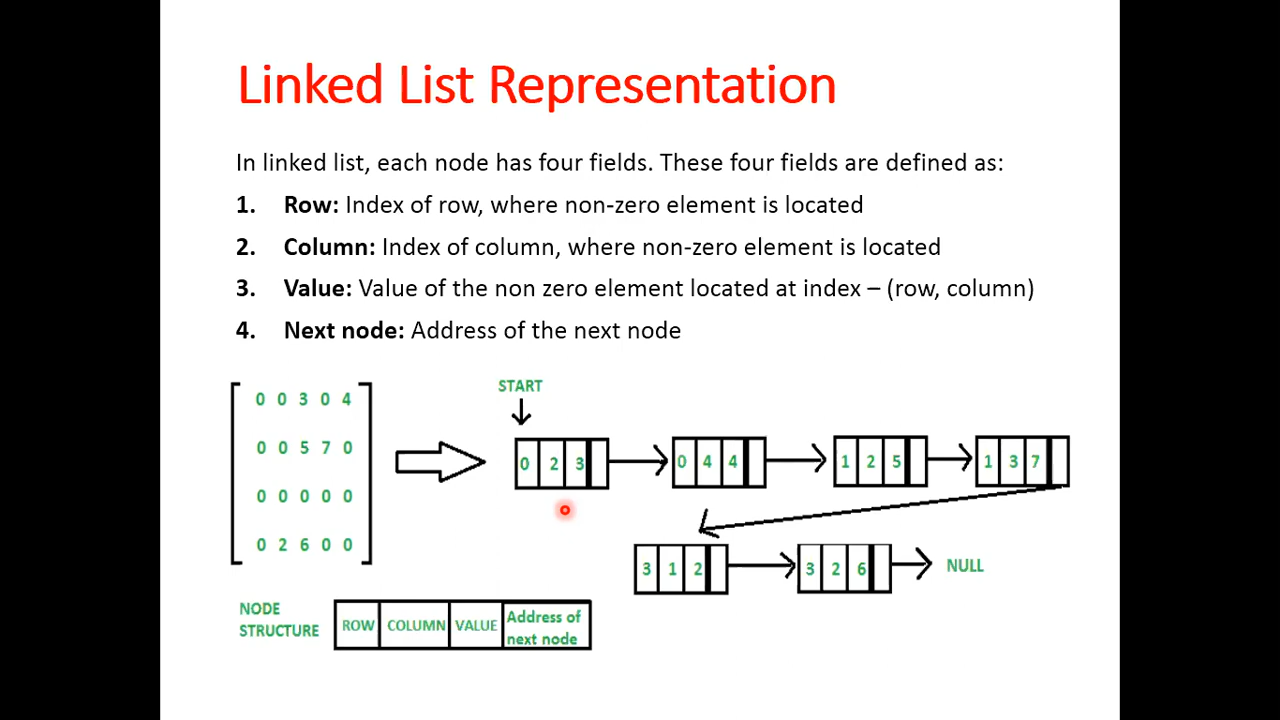 Linked List Representation
In linked list, each node has four fields. These four fields are defined as:
1. Row: Index of row, where non-zero element is located
2. Column: Index of column, where non-zero element is located
3. Value: Value of the non zero element located at index – (row, column)
4. Next node: Address of the next node
0 0 3 0 4
0 0 5 7 0
0 0 0 0 0
0 2 6 0 0
START
0 2 3
0 4 4
1 2 5
1 3 7
3 1 2
3 2 6
NULL
NODE
STRUCTURE
ROW
COLUMN
VALUE
Address of
next node